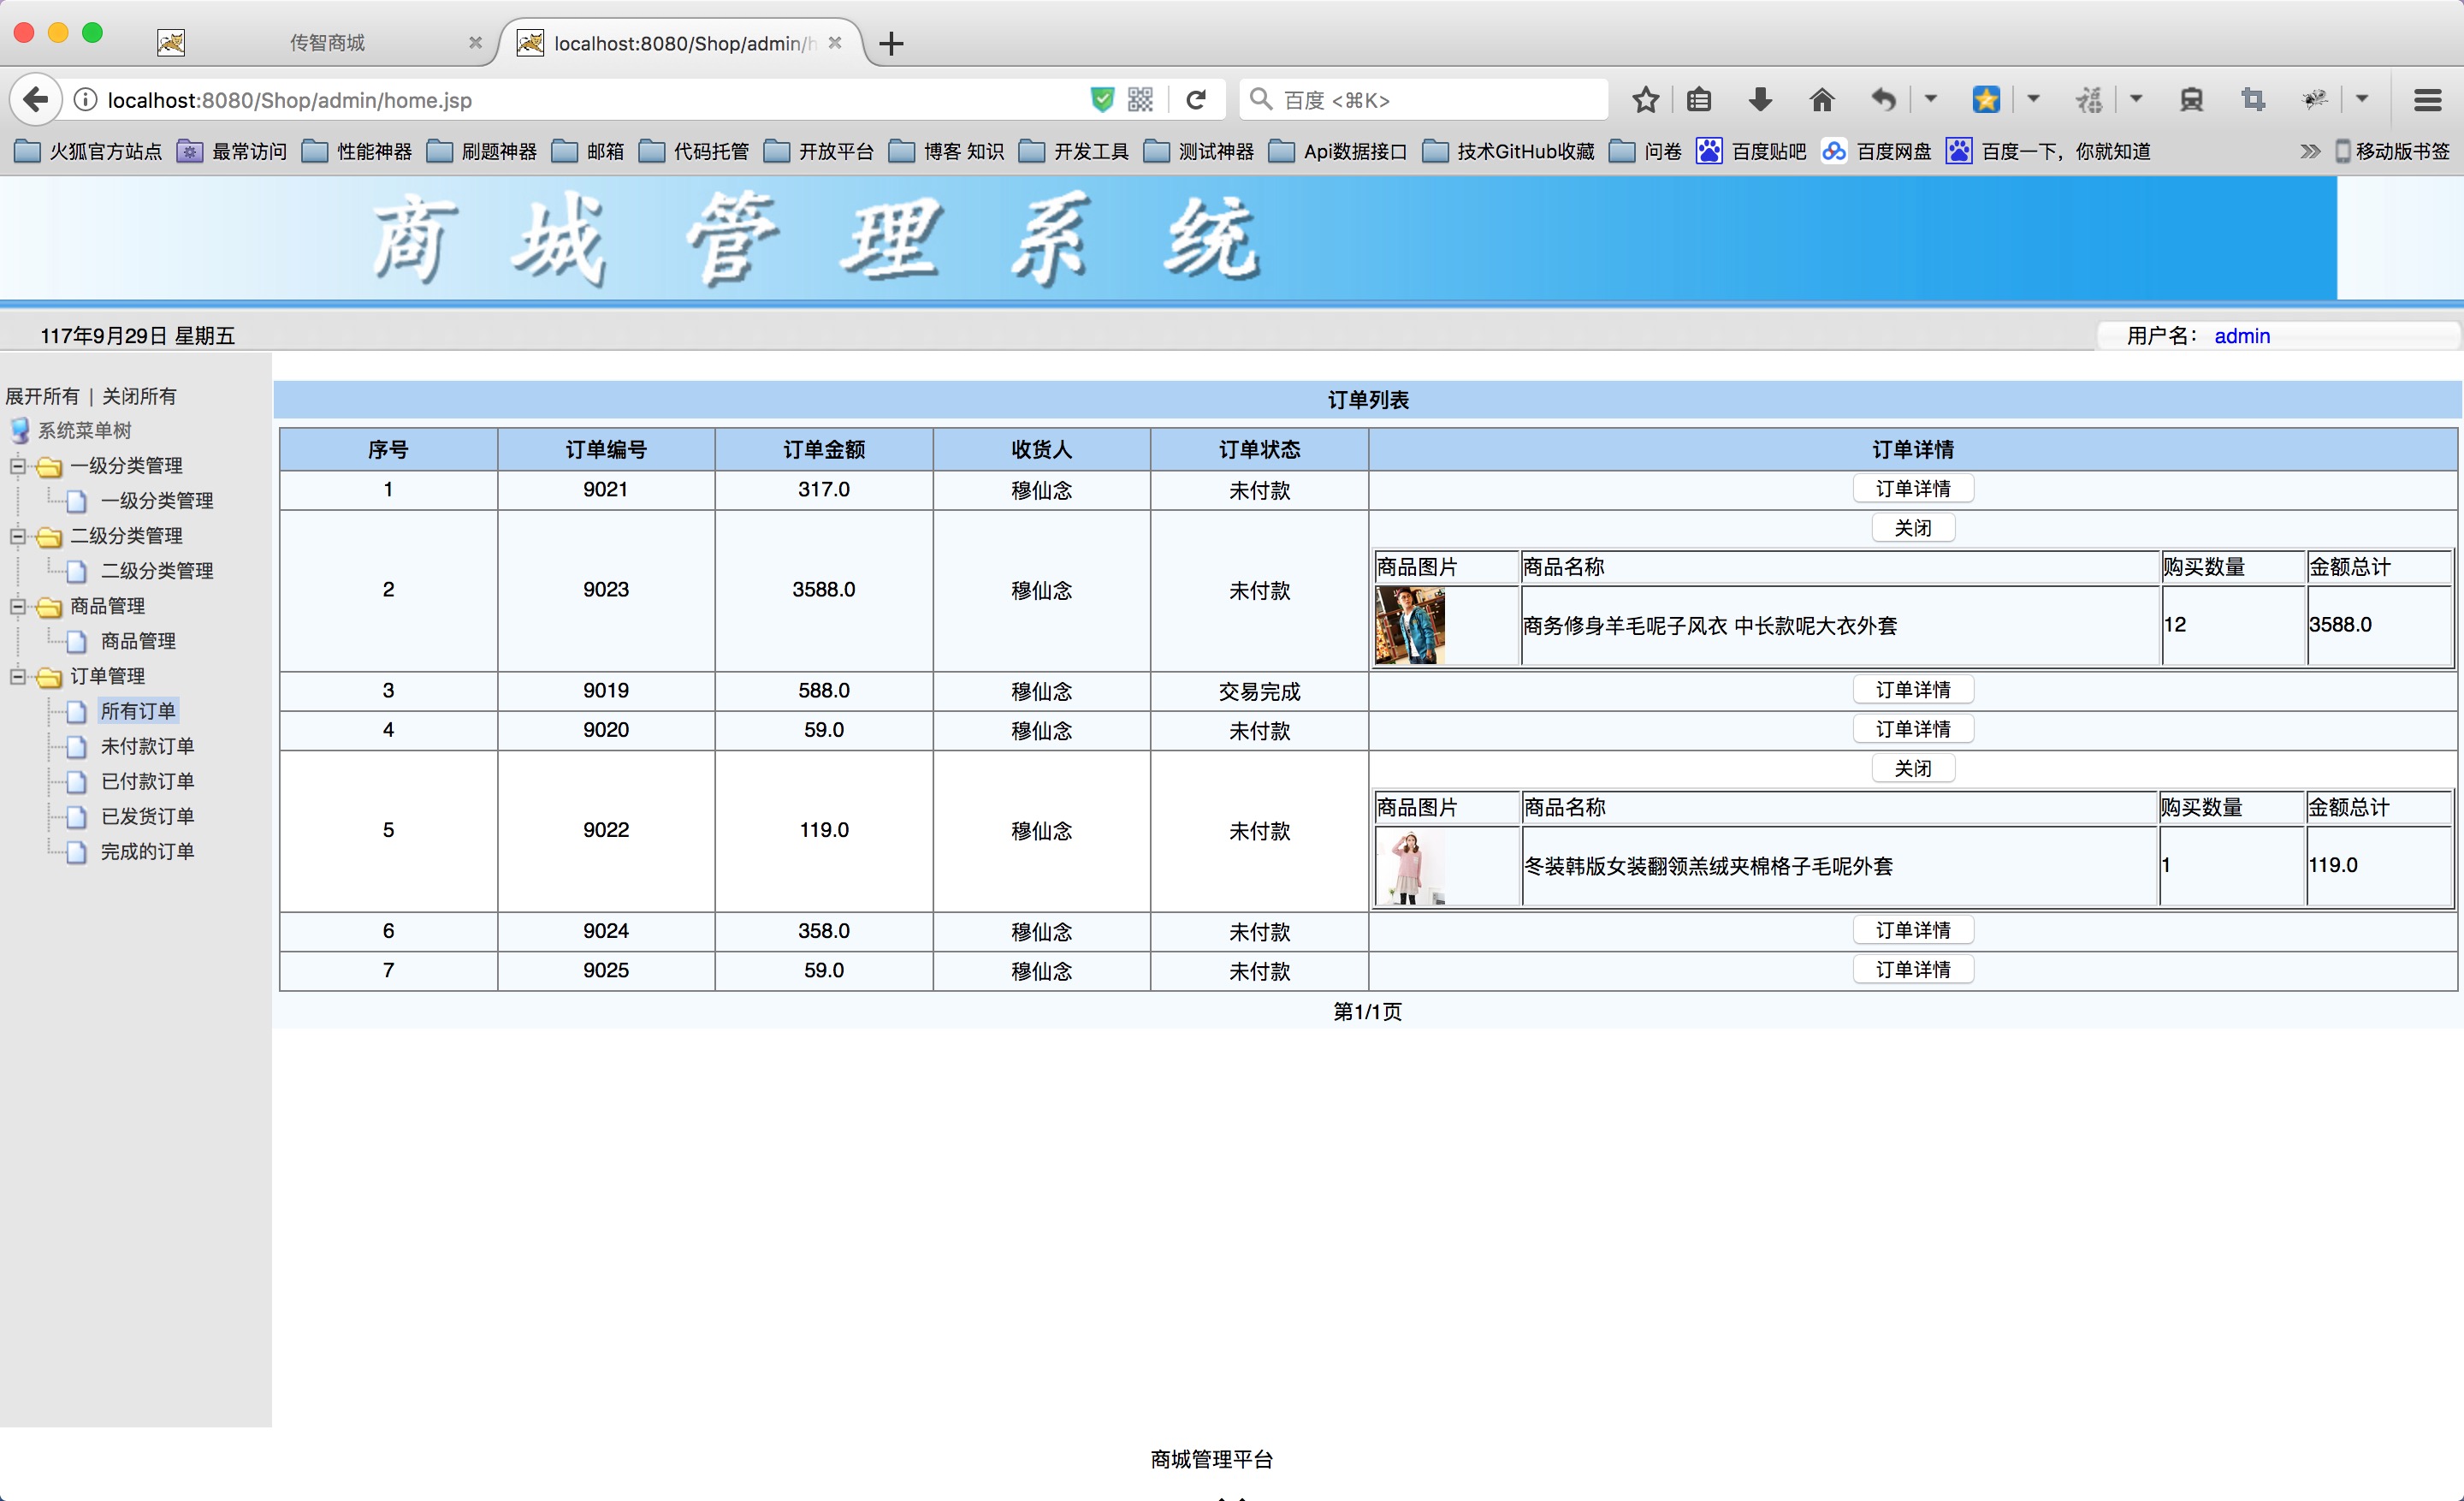 传智商城
localhost:8080/Shop/admin/h
localhost:8080/Shop/admin/home.jsp
百度 <⌘K>
福
火狐官方站点 最常访问 性能神器 刷题神器 邮箱 代码托管 开放平台 博客 知识 开发工具 测试神器 Api数据接口 技术GitHub收藏 问卷 百度贴吧 百度网盘 百度一下，你就知道 移动版书签
商城管理系统
117年9月29日 星期五
用户名： admin
展开所有 | 关闭所有
系统菜单树
一级分类管理
一级分类管理
二级分类管理
二级分类管理
商品管理
商品管理
订单管理
所有订单
未付款订单
已付款订单
已发货订单
完成的订单
订单列表
序号 订单编号 订单金额 收货人 订单状态 订单详情
1 9021 317.0 穆仙念 未付款 订单详情
关闭
商品图片 商品名称 购买数量 金额总计
2 9023 3588.0 穆仙念 未付款 商务修身羊毛呢子风衣 中长款呢大衣外套 12 3588.0
3 9019 588.0 穆仙念 交易完成 订单详情
4 9020 59.0 穆仙念 未付款 订单详情
关闭
商品图片 商品名称 购买数量 金额总计
5 9022 119.0 穆仙念 未付款 冬装韩版女装翻领羔绒夹棉格子毛呢外套 1 119.0
6 9024 358.0 穆仙念 未付款 订单详情
7 9025 59.0 穆仙念 未付款 订单详情
第1/1页
商城管理平台